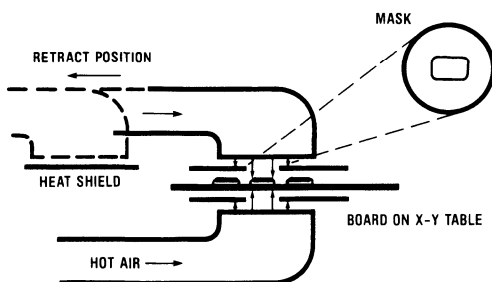 MASK
RETRACT POSITION
HEAT SHIELD
BOARD ON X-Y TABLE
HOT AIR